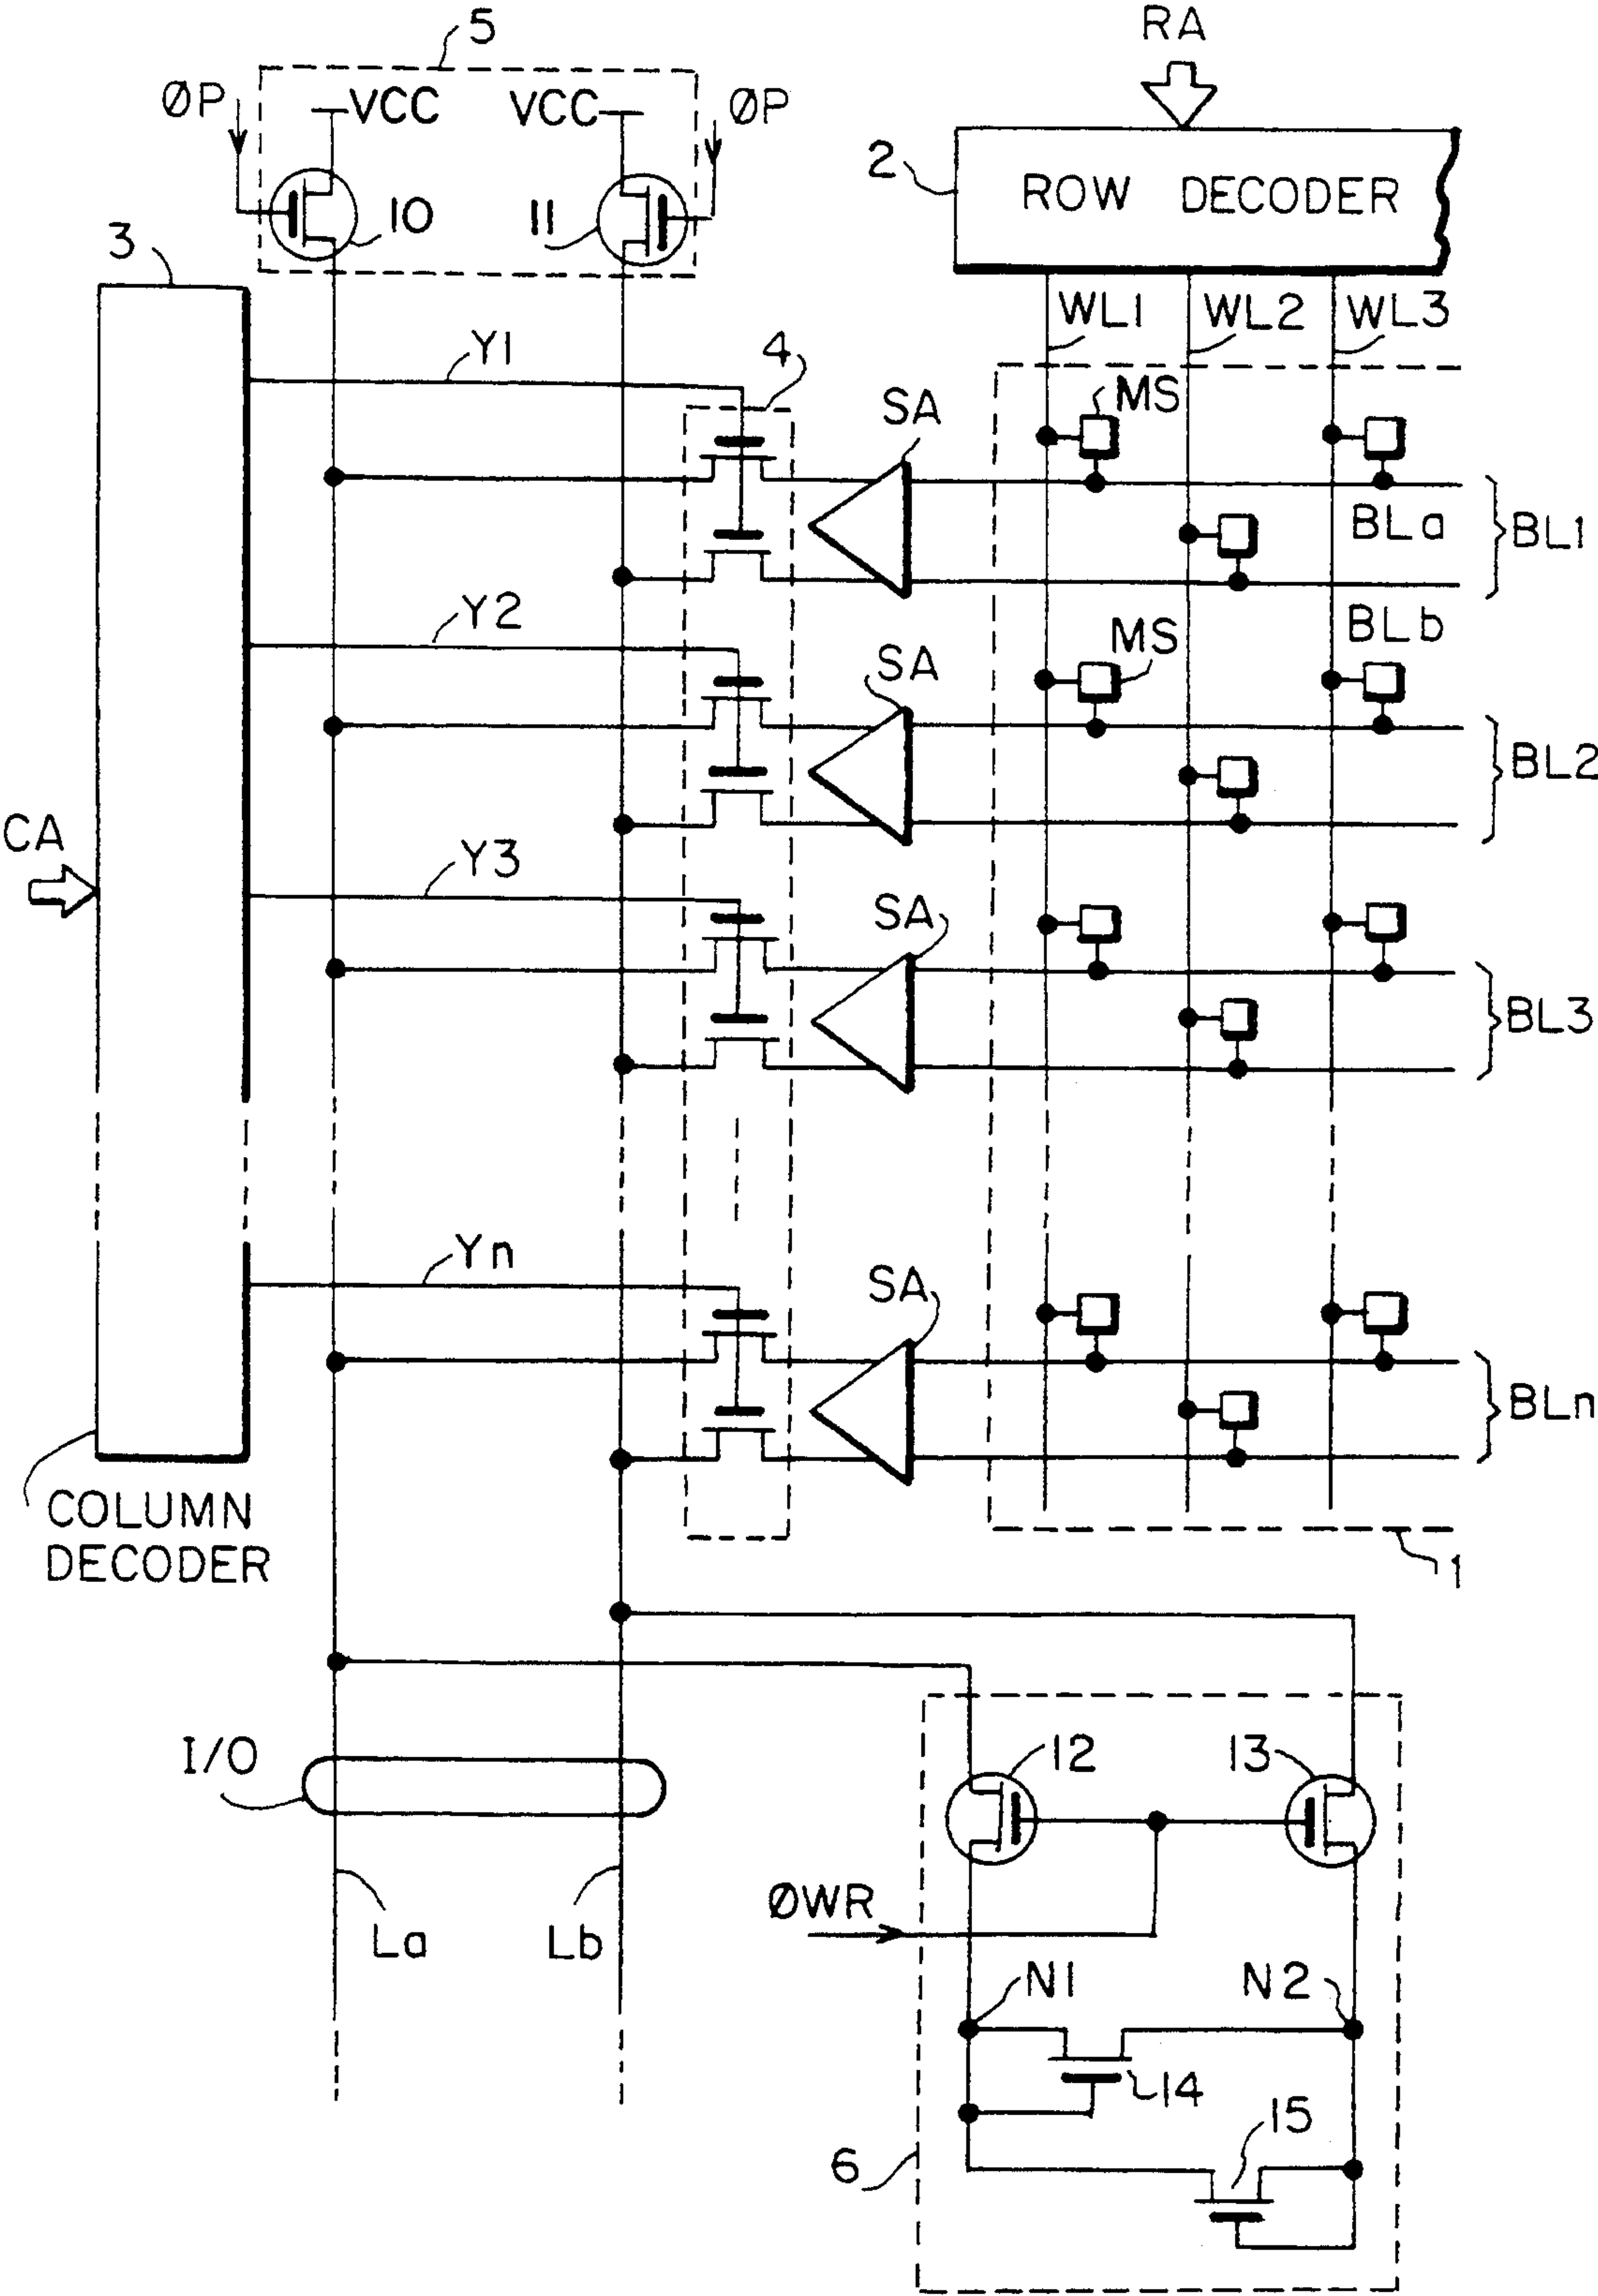 5
RA
ØP
VCC
VCC
ØP
2
ROW DECODER
10
11
3
WL1
WL2
WL3
Y1
4
SA
MS
BLa
BL1
Y2
BLb
MS
SA
BL2
CA
Y3
SA
BL3
Yn
SA
BLn
COLUMN
DECODER
1
I/O
12
13
ØWR
La
Lb
N1
N2
14
15
6